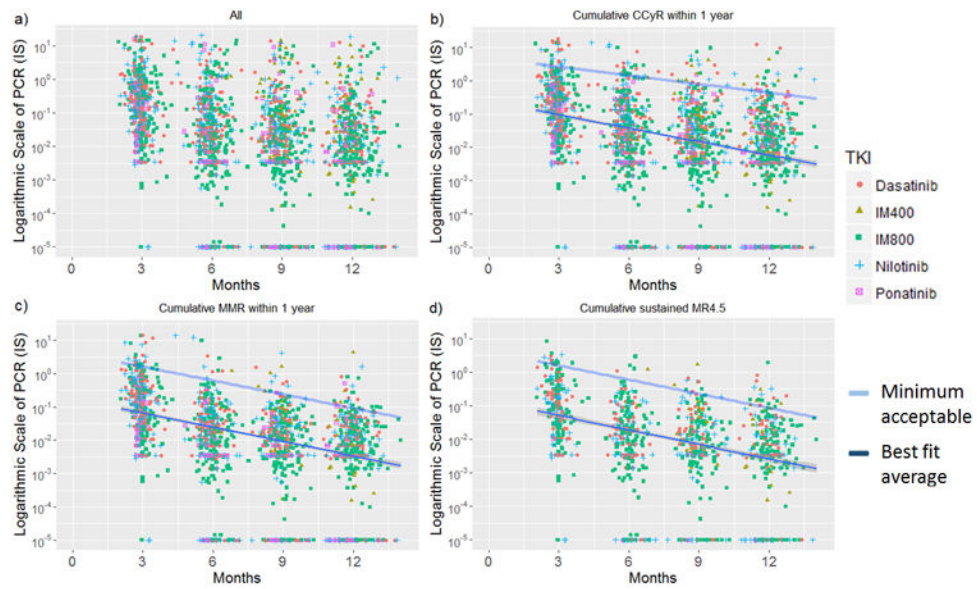 a)
All
Logarithmic Scale of PCR (IS)
10¹
10⁰
10⁻¹
10⁻²
10⁻³
10⁻⁴
10⁻⁵
0 3 6 9 12
Months
b)
Cumulative CCyR within 1 year
Logarithmic Scale of PCR (IS)
10¹
10⁰
10⁻¹
10⁻²
10⁻³
10⁻⁴
10⁻⁵
0 3 6 9 12
Months
TKI
Dasatinib
IM400
IM800
Nilotinib
Ponatinib
c)
Cumulative MMR within 1 year
Logarithmic Scale of PCR (IS)
10¹
10⁰
10⁻¹
10⁻²
10⁻³
10⁻⁴
10⁻⁵
0 3 6 9 12
Months
d)
Cumulative sustained MR4.5
Logarithmic Scale of PCR (IS)
10¹
10⁰
10⁻¹
10⁻²
10⁻³
10⁻⁴
10⁻⁵
0 3 6 9 12
Months
Minimum
acceptable
Best fit
average